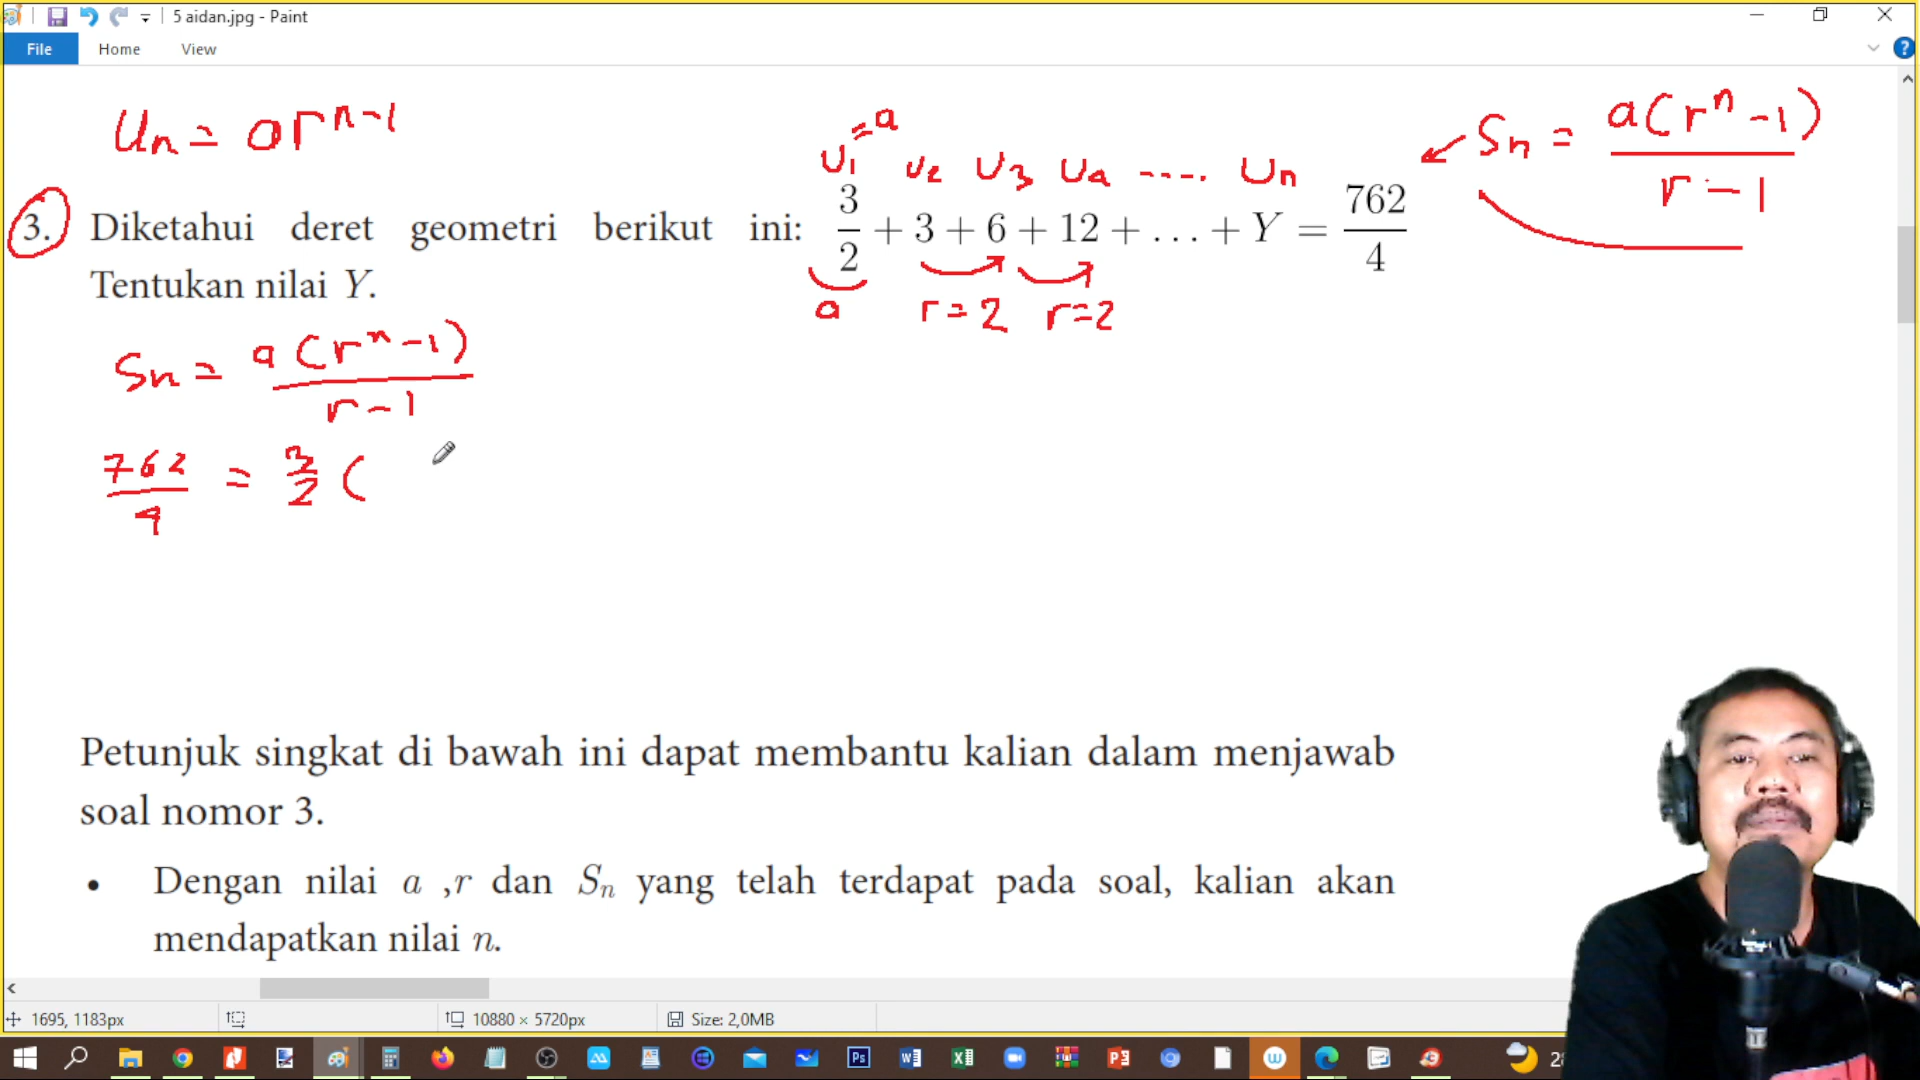 5 aidan.jpg - Paint
File Home View
Un = ar^n-1
= a
U1 U2 U3 U4 ..... Un
Sn = a(r^n - 1) / r - 1
3. Diketahui deret geometri berikut ini: 3/2 + 3 + 6 + 12 + ... + Y = 762/4
Tentukan nilai Y.
a r = 2 r = 2
Sn = a(r^n - 1) / r - 1
762/4 = 3/2 (
Petunjuk singkat di bawah ini dapat membantu kalian dalam menjawab
soal nomor 3.
• Dengan nilai a ,r dan Sn yang telah terdapat pada soal, kalian akan
mendapatkan nilai n.
1695, 1183px 10880 × 5720px Size: 2,0MB
28